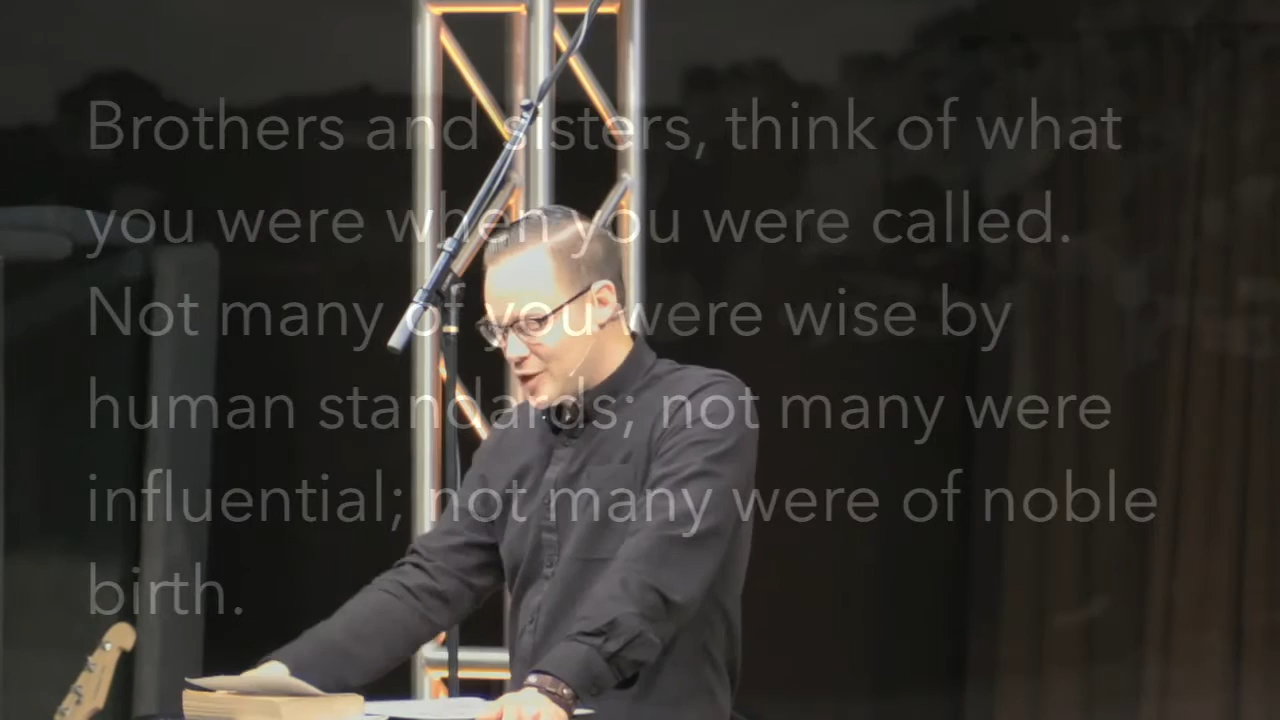 Brothers and sisters, think of what
you were when you were called.
Not many of you were wise by
human standards; not many were
influential; not many were of noble
birth.